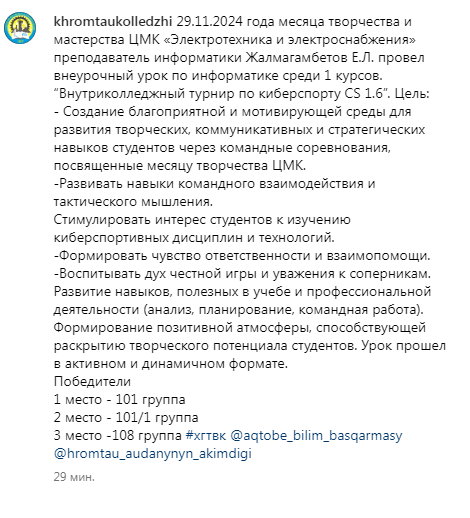 khromtaukolledzhi 29.11.2024 года месяца творчества и
мастерства ЦМК «Электротехника и электроснабжения»
преподаватель информатики Жалмагамбетов Е.Л. провел
внеурочный урок по информатике среди 1 курсов.
“Внутриколледжный турнир по киберспорту CS 1.6”. Цель:
- Создание благоприятной и мотивирующей среды для
развития творческих, коммуникативных и стратегических
навыков студентов через командные соревнования,
посвященные месяцу творчества ЦМК.
-Развивать навыки командного взаимодействия и
тактического мышления.
Стимулировать интерес студентов к изучению
киберспортивных дисциплин и технологий.
-Формировать чувство ответственности и взаимопомощи.
-Воспитывать дух честной игры и уважения к соперникам.
Развитие навыков, полезных в учебе и профессиональной
деятельности (анализ, планирование, командная работа).
Формирование позитивной атмосферы, способствующей
раскрытию творческого потенциала студентов. Урок прошел
в активном и динамичном формате.
Победители
1 место - 101 группа
2 место - 101/1 группа
3 место -108 группа #хгтвк @aqtobe_bilim_basqarmasy
@hromtau_audanynyn_akimdigi
29 мин.